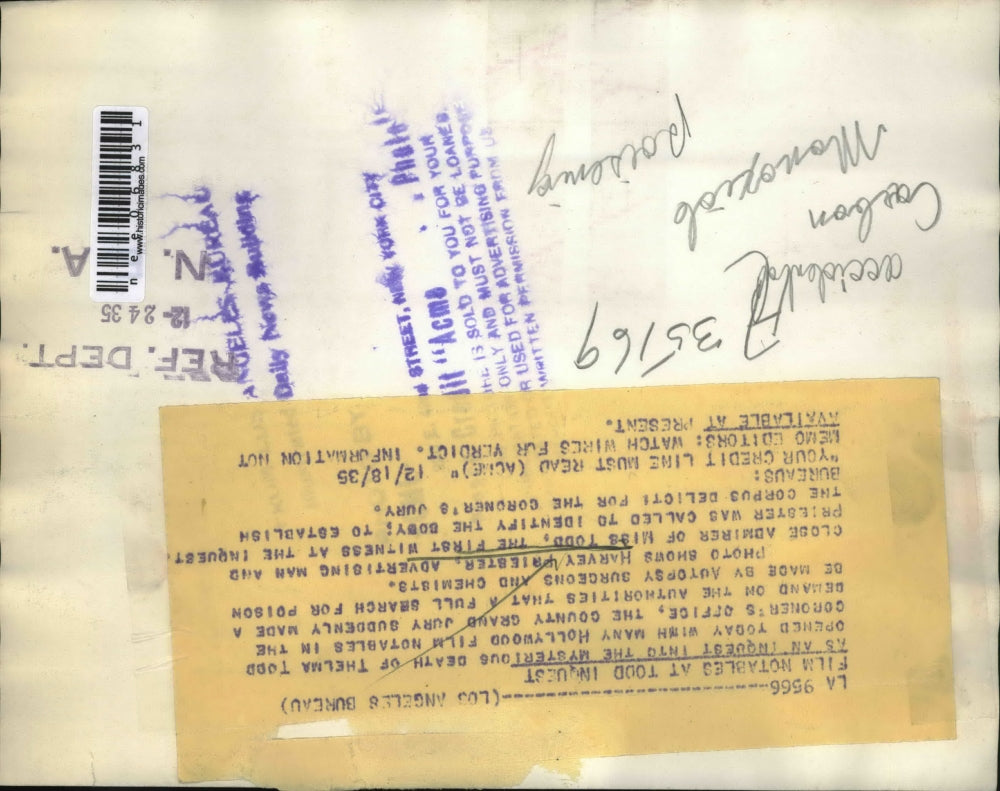 LA 9566--------------------(LOS ANGELES BUREAU)
FILM NOTABLES AT TODD INQUEST
AS AN INQUEST INTO THE MYSTERIOUS DEATH OF THELMA TODD
OPENED TODAY WITH MANY HOLLYWOOD FILM NOTABLES IN THE
CORONER'S OFFICE, THE COUNTY GRAND JURY SUDDENLY MADE A
DEMAND ON THE AUTHORITIES THAT A FULL SEARCH FOR POISON
BE MADE BY AUTOPSY SURGEONS AND CHEMISTS.
PHOTO SHOWS HARVEY PRIESTER, ADVERTISING MAN AND
CLOSE ADMIRER OF MISS TODD, THE FIRST WITNESS AT THE INQUEST.
PRIESTER WAS CALLED TO IDENTIFY THE BODY; TO ESTABLISH
THE CORPUS DELICTI FOR THE CORONER'S JURY.
BUREAUS:
"YOUR CREDIT LINE MUST READ (ACME)" 12/18/35
MEMO EDITORS: WATCH WIRES FOR VERDICT. INFORMATION NOT
AVAILABLE AT PRESENT.
35169
accidental
Carbon
Monoxide
poisoning
REF. DEPT.
12-24 35
N. A.
ANGELES BUREAU
Daily News Building
STREET, NEW YORK CITY
"Acme Photo"
IS SOLD TO YOU FOR YOUR
ONLY AND MUST NOT BE LOANED,
USED FOR ADVERTISING PURPOSE
WRITTEN PERMISSION FROM US
nee06831
www.historicimages.com